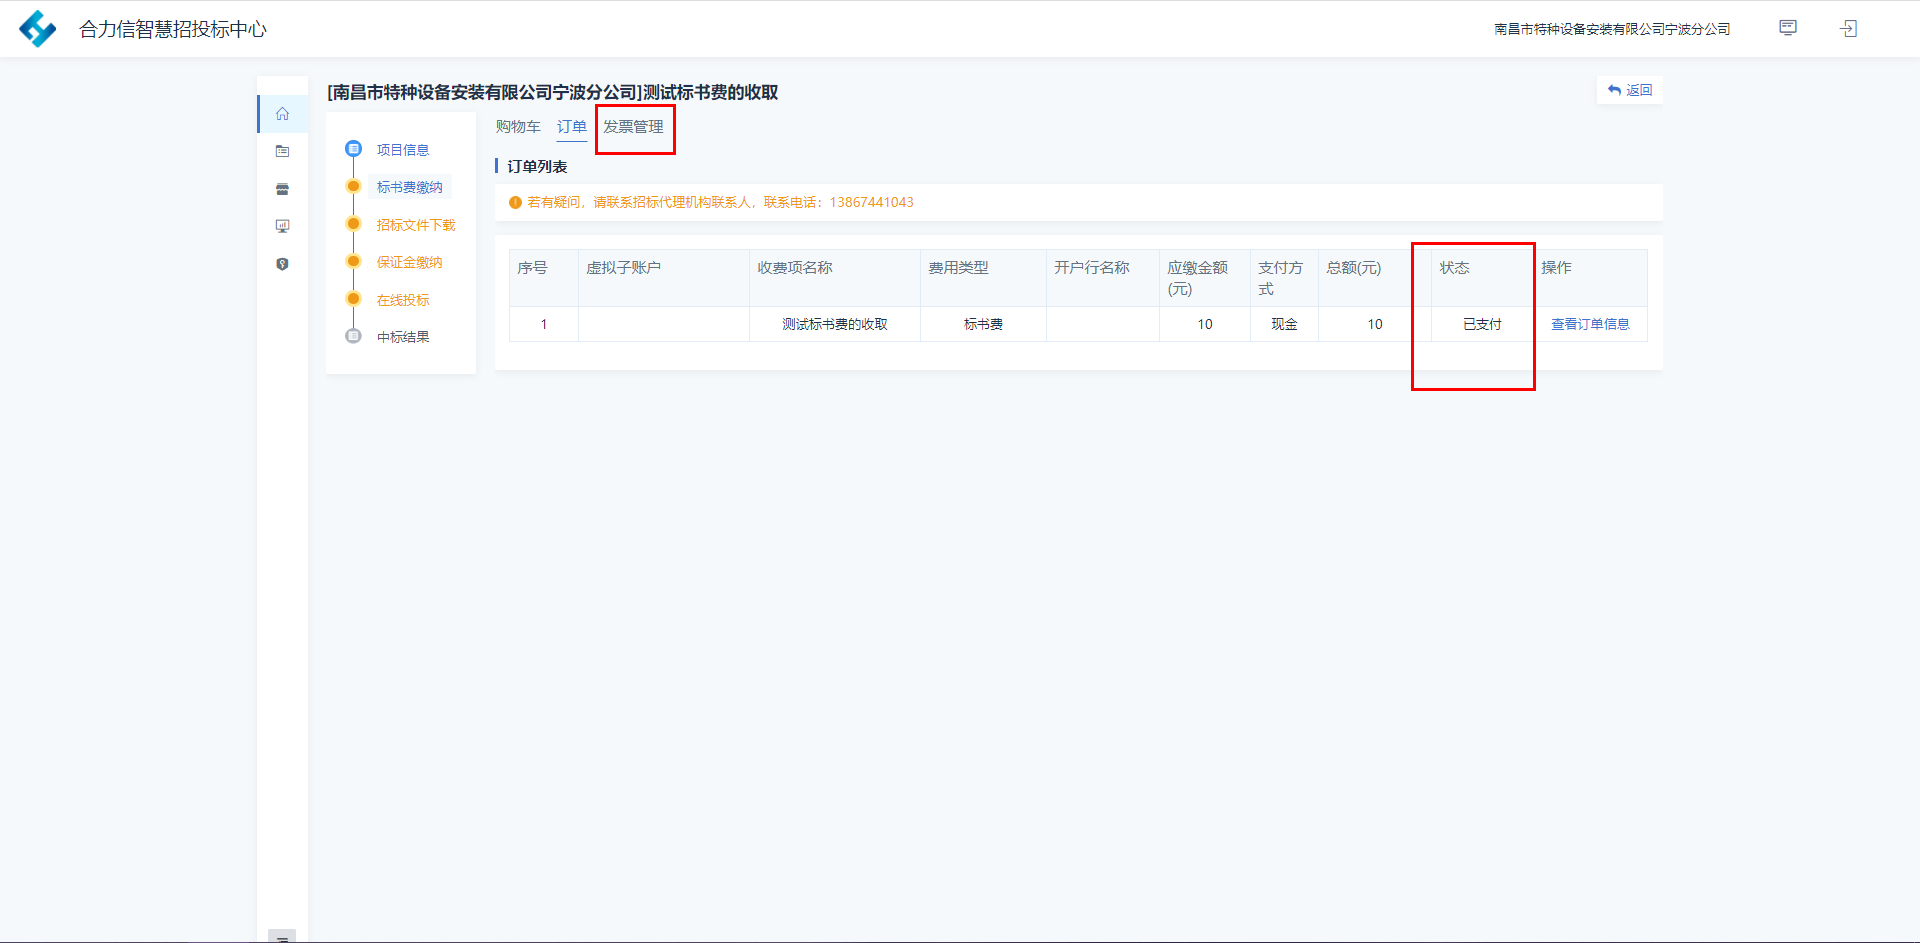 合力信智慧招投标中心
南昌市特种设备安装有限公司宁波分公司
[南昌市特种设备安装有限公司宁波分公司]测试标书费的收取
返回
项目信息
标书费缴纳
招标文件下载
保证金缴纳
在线投标
中标结果
购物车 订单 发票管理
订单列表
若有疑问，请联系招标代理机构联系人，联系电话：13867441043
序号 虚拟子账户 收费项名称 费用类型 开户行名称 应缴金额(元) 支付方式 总额(元) 状态 操作
1 测试标书费的收取 标书费 10 现金 10 已支付 查看订单信息